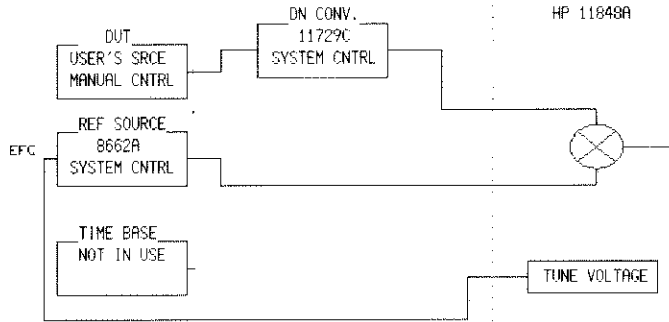 DUT
USER'S SRCE
MANUAL CNTRL
DN CONV.
11729C
SYSTEM CNTRL
HP 11848A
EFC
REF SOURCE
8662A
SYSTEM CNTRL
TIME BASE
NOT IN USE
TUNE VOLTAGE